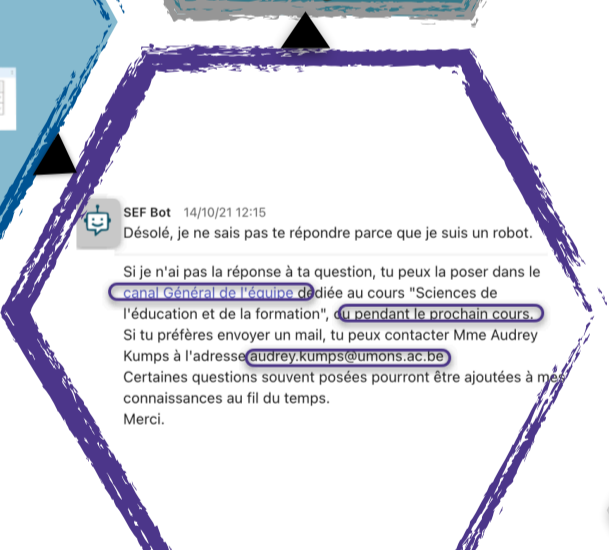 SEF Bot 14/10/21 12:15
Désolé, je ne sais pas te répondre parce que je suis un robot.
Si je n'ai pas la réponse à ta question, tu peux la poser dans le
canal Général de l'équipe dédiée au cours "Sciences de
l'éducation et de la formation", ou pendant le prochain cours.
Si tu préfères envoyer un mail, tu peux contacter Mme Audrey
Kumps à l'adresse audrey.kumps@umons.ac.be
Certaines questions souvent posées pourront être ajoutées à mes
connaissances au fil du temps.
Merci.